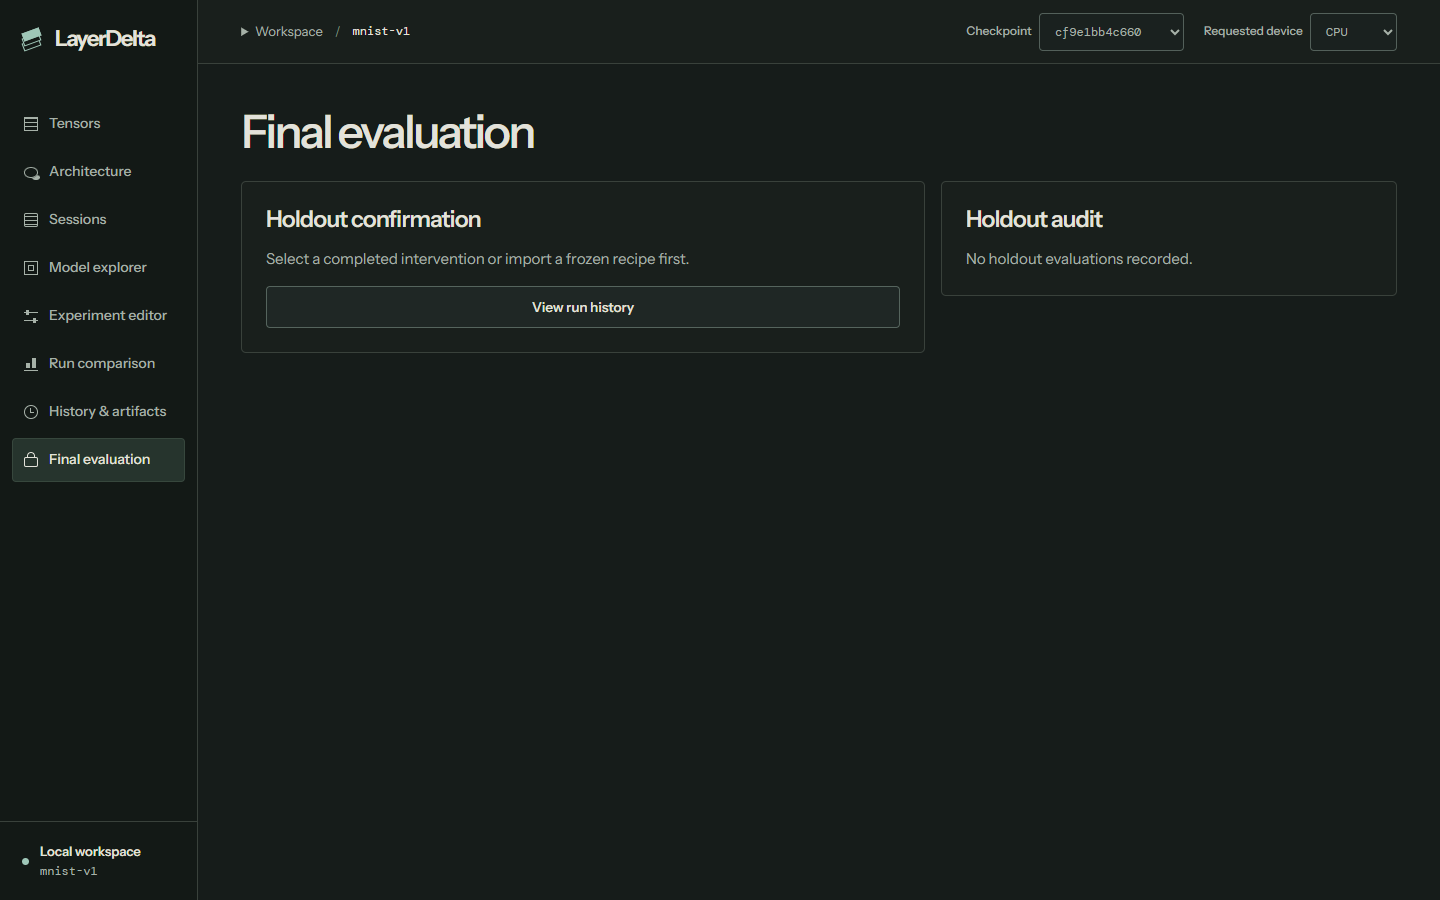 LayerDelta
Workspace / mnist-v1
Checkpoint cf9e1bb4c660
Requested device CPU
Tensors
Architecture
Sessions
Model explorer
Experiment editor
Run comparison
History & artifacts
Final evaluation
Final evaluation
Holdout confirmation
Select a completed intervention or import a frozen recipe first.
View run history
Holdout audit
No holdout evaluations recorded.
Local workspace
mnist-v1